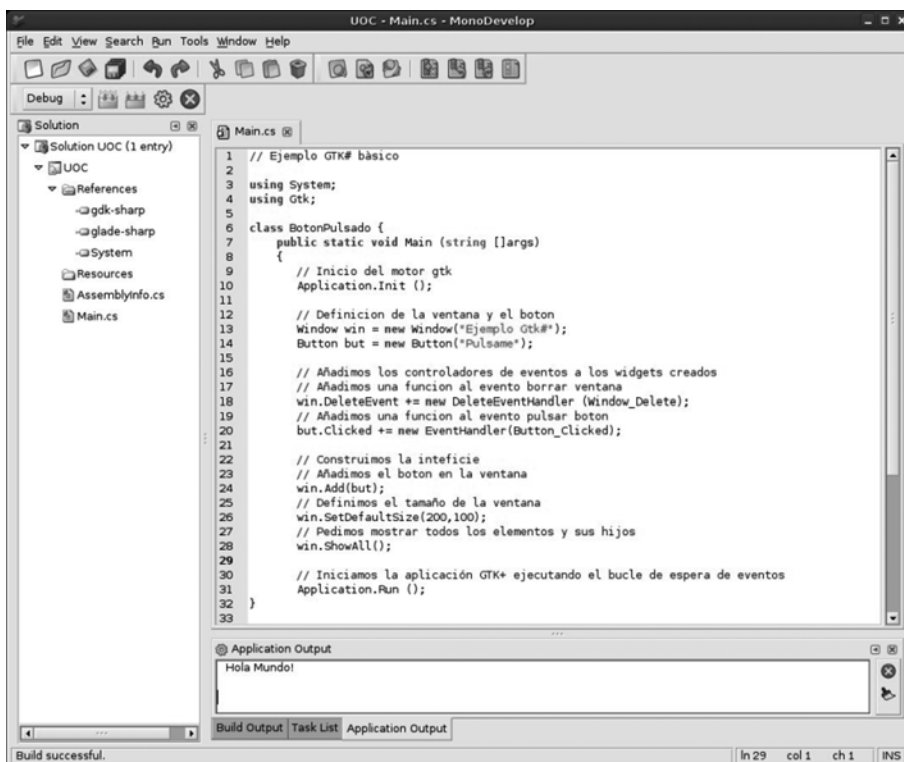 UOC - Main.cs - MonoDevelop
File Edit View Search Run Tools Window Help
Debug
Solution
Solution UOC (1 entry)
UOC
References
gdk-sharp
glade-sharp
System
Resources
AssemblyInfo.cs
Main.cs
Main.cs
1 // Ejemplo GTK# bàsico
2
3 using System;
4 using Gtk;
5
6 class BotonPulsado {
7 public static void Main (string []args)
8 {
9 // Inicio del motor gtk
10 Application.Init ();
11
12 // Definicion de la ventana y el boton
13 Window win = new Window("Ejemplo Gtk#");
14 Button but = new Button("Pulsame");
15
16 // Añadimos los controladores de eventos a los widgets creados
17 // Añadimos una funcion al evento borrar ventana
18 win.DeleteEvent += new DeleteEventHandler (Window_Delete);
19 // Añadimos una funcion al evento pulsar boton
20 but.Clicked += new EventHandler(Button_Clicked);
21
22 // Construimos la inteficie
23 // Añadimos el boton en la ventana
24 win.Add(but);
25 // Definimos el tamaño de la ventana
26 win.SetDefaultSize(200,100);
27 // Pedimos mostrar todos los elementos y sus hijos
28 win.ShowAll();
29
30 // Iniciamos la aplicación GTK+ ejecutando el bucle de espera de eventos
31 Application.Run ();
32 }
33
Application Output
Hola Mundo!
Build Output Task List Application Output
Build successful.
ln 29 col 1 ch 1 INS